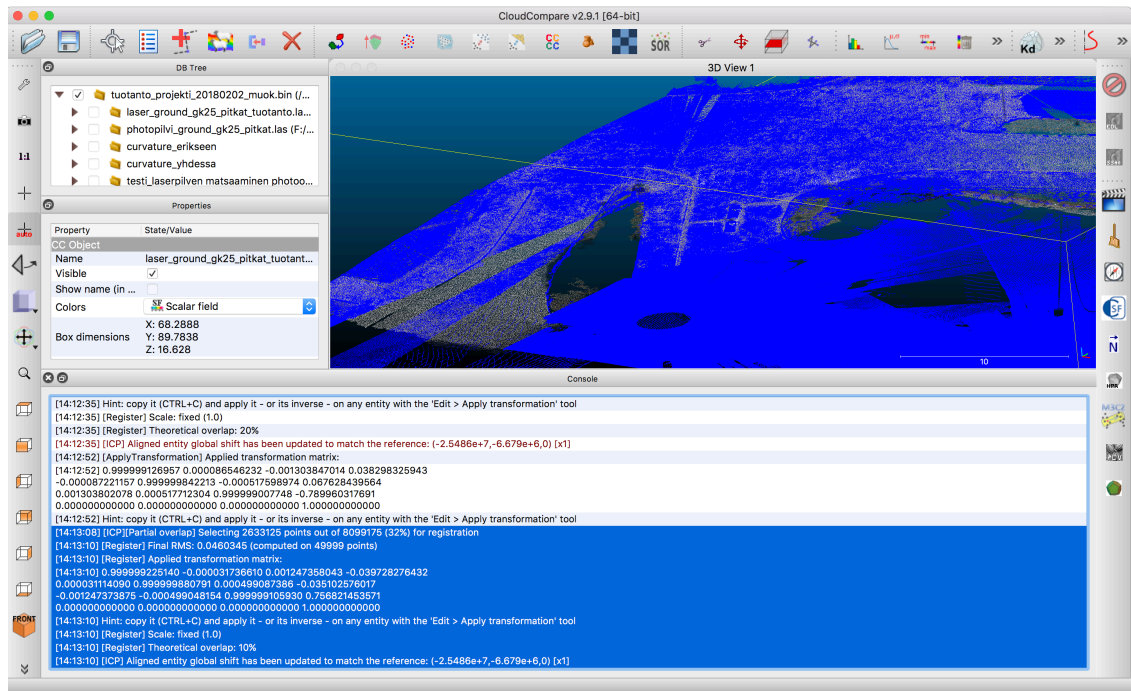 CloudCompare v2.9.1 [64-bit]
SOR
Kd
DB Tree
3D View 1
tuotanto_projekti_20180202_muok.bin (/...
laser_ground_gk25_pitkat_tuotanto.la...
photopilvi_ground_gk25_pitkat.las (F:/...
curvature_erikseen
curvature_yhdessa
testi_laserpilven matsaaminen photoo...
1:1
auto
Properties
Property State/Value
CC Object
Name laser_ground_gk25_pitkat_tuotant...
Visible
Show name (in ...
Colors SF Scalar field
Box dimensions X: 68.2888
Y: 89.7838
Z: 16.628
10
SF
N
HPR
M3C2
PCV
FRONT
Console
[14:12:35] Hint: copy it (CTRL+C) and apply it - or its inverse - on any entity with the 'Edit > Apply transformation' tool
[14:12:35] [Register] Scale: fixed (1.0)
[14:12:35] [Register] Theoretical overlap: 20%
[14:12:35] [ICP] Aligned entity global shift has been updated to match the reference: (-2.5486e+7,-6.679e+6,0) [x1]
[14:12:52] [ApplyTransformation] Applied transformation matrix:
[14:12:52] 0.999999126957 0.000086546232 -0.001303847014 0.038298325943
-0.000087221157 0.999999842213 -0.000517598974 0.067628439564
0.001303802078 0.000517712304 0.999999007748 -0.789960317691
0.000000000000 0.000000000000 0.000000000000 1.000000000000
[14:12:52] Hint: copy it (CTRL+C) and apply it - or its inverse - on any entity with the 'Edit > Apply transformation' tool
[14:13:08] [ICP][Partial overlap] Selecting 2633125 points out of 8099175 (32%) for registration
[14:13:10] [Register] Final RMS: 0.0460345 (computed on 49999 points)
[14:13:10] [Register] Applied transformation matrix:
[14:13:10] 0.999999225140 -0.000031736610 0.001247358043 -0.039728276432
0.000031114090 0.999999880791 0.000499087386 -0.035102576017
-0.001247373875 -0.000499048154 0.999999105930 0.756821453571
0.000000000000 0.000000000000 0.000000000000 1.000000000000
[14:13:10] Hint: copy it (CTRL+C) and apply it - or its inverse - on any entity with the 'Edit > Apply transformation' tool
[14:13:10] [Register] Scale: fixed (1.0)
[14:13:10] [Register] Theoretical overlap: 10%
[14:13:10] [ICP] Aligned entity global shift has been updated to match the reference: (-2.5486e+7,-6.679e+6,0) [x1]